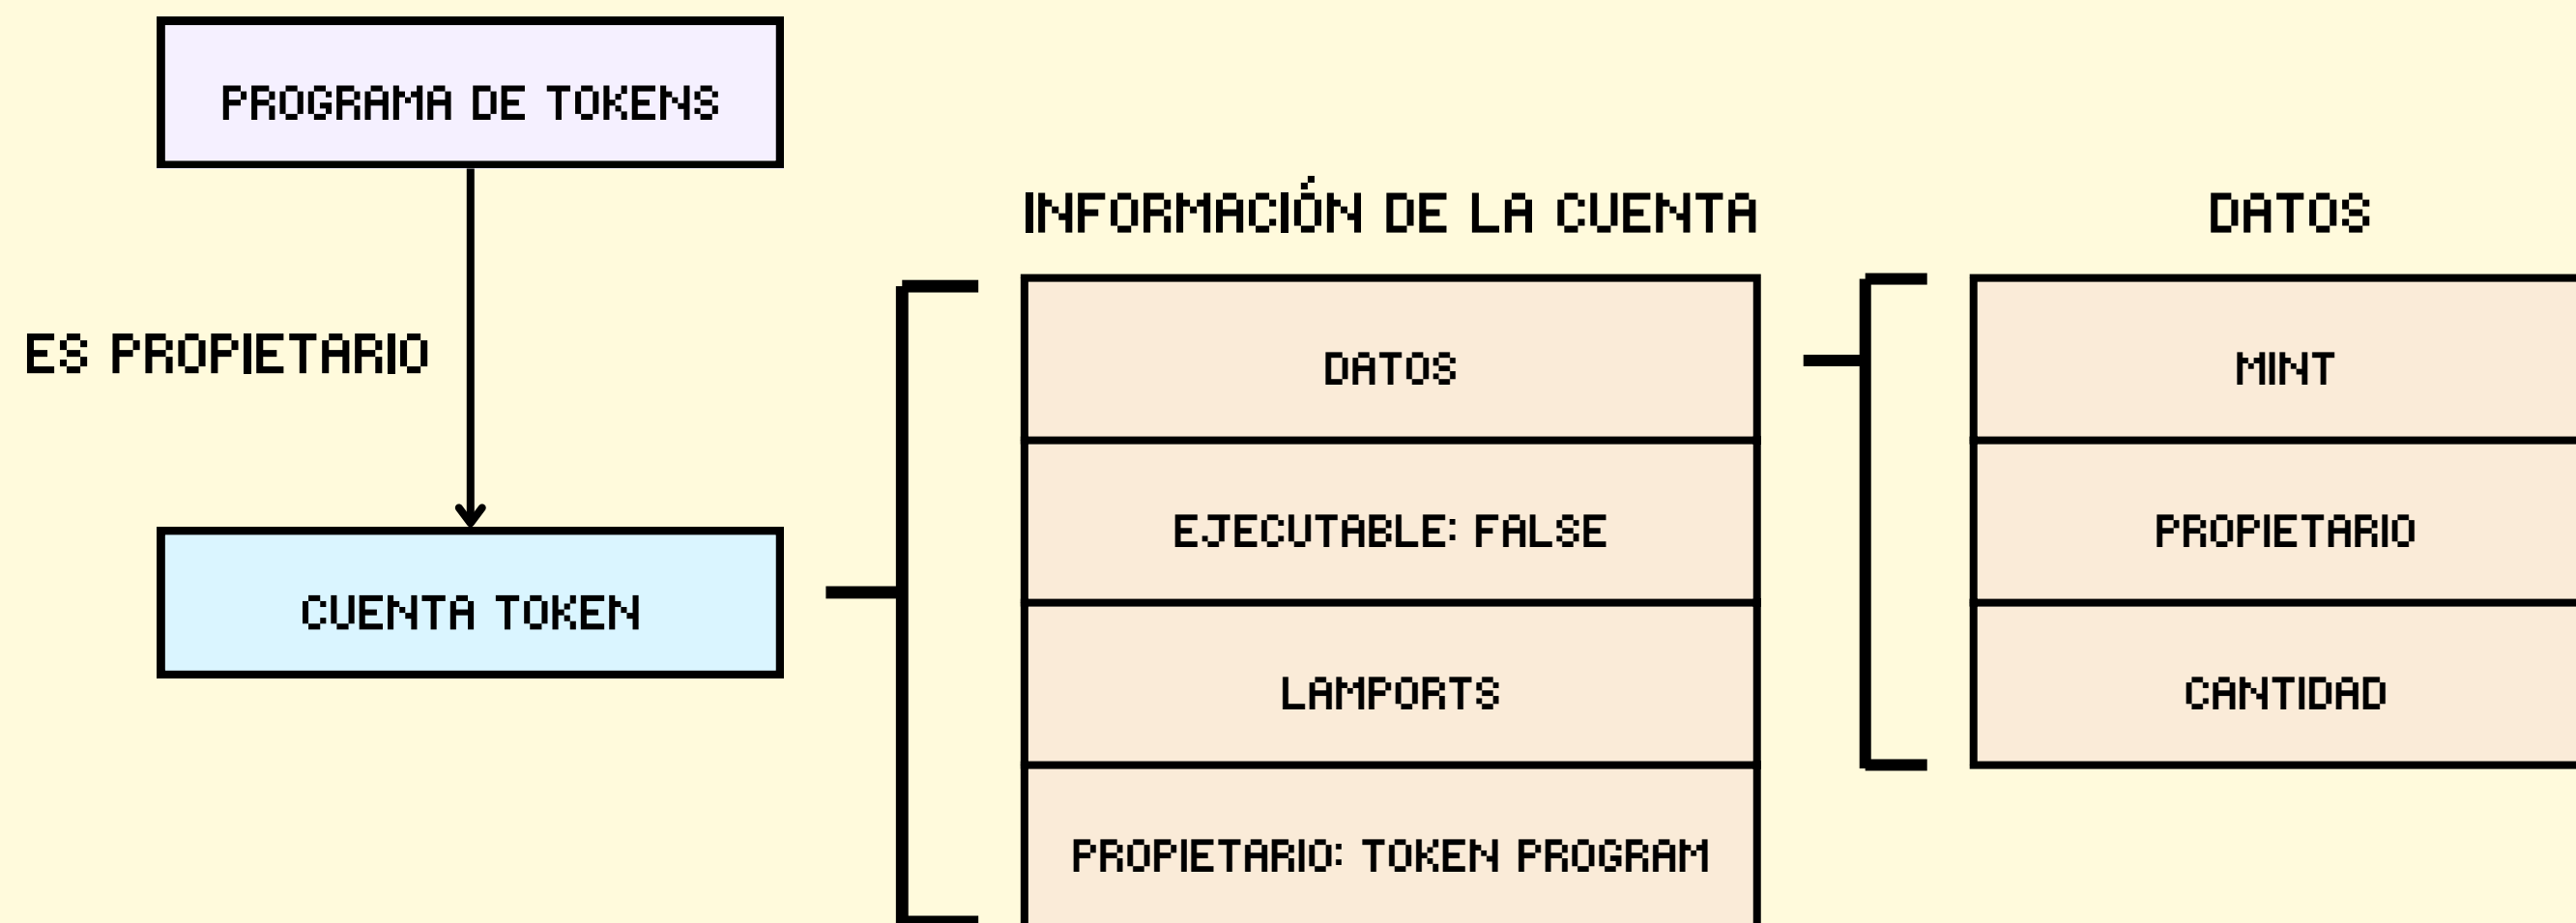 PROGRAMA DE TOKENS
ES PROPIETARIO
CUENTA TOKEN
INFORMACIÓN DE LA CUENTA
DATOS
EJECUTABLE: FALSE
LAMPORTS
PROPIETARIO: TOKEN PROGRAM
DATOS
MINT
PROPIETARIO
CANTIDAD